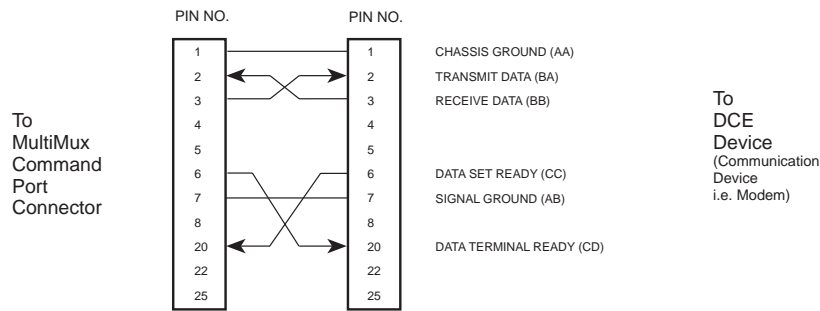 PIN NO. PIN NO.
1 1 CHASSIS GROUND (AA)
2 2 TRANSMIT DATA (BA)
3 3 RECEIVE DATA (BB)
4 4
5 5
6 6 DATA SET READY (CC)
7 7 SIGNAL GROUND (AB)
8 8
20 20 DATA TERMINAL READY (CD)
22 22
25 25
To
MultiMux
Command
Port
Connector
To
DCE
Device
(Communication
Device
i.e. Modem)